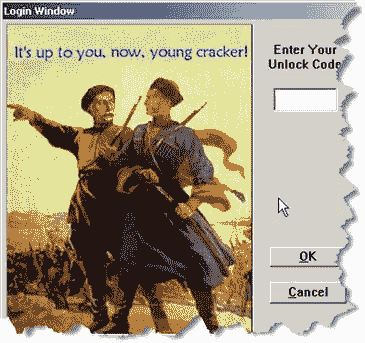 Login Window
It's up to you, now, young cracker!
Enter Your
Unlock Code
OK
Cancel